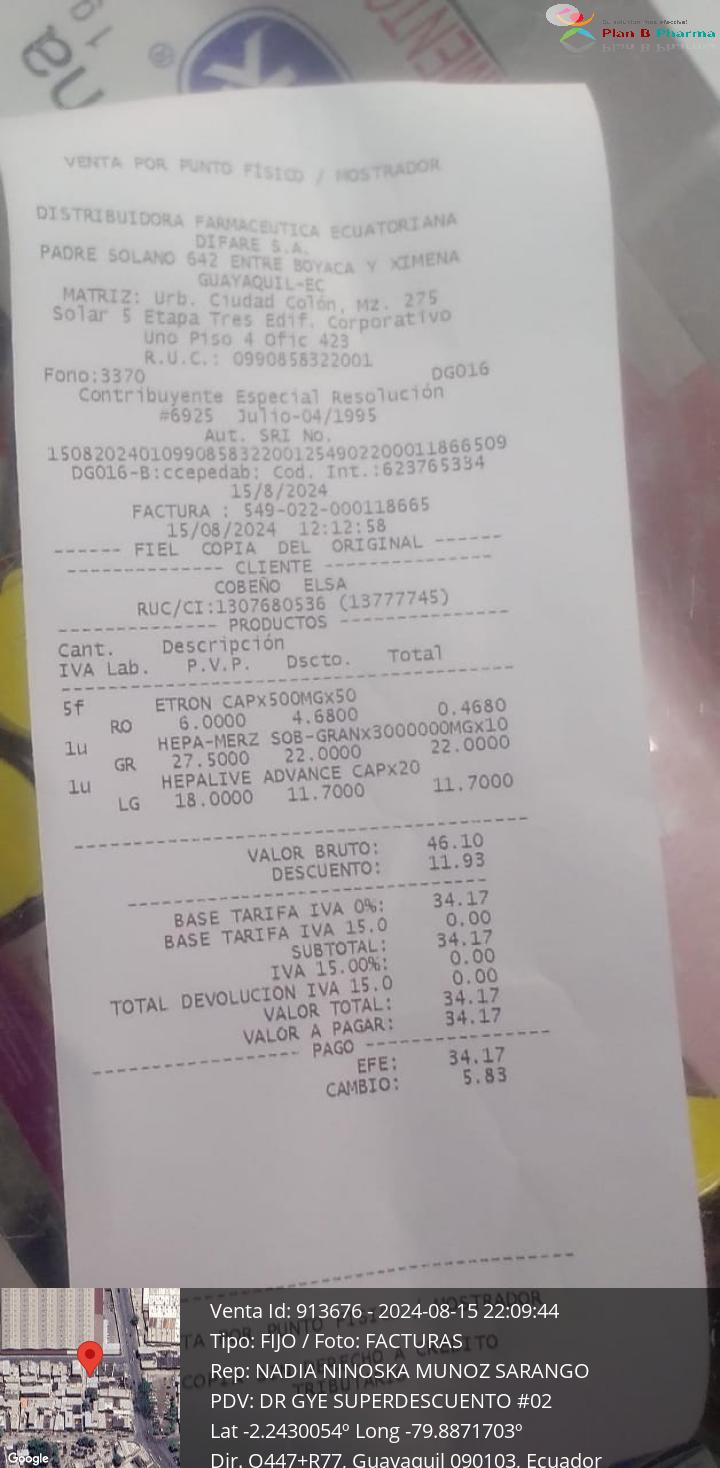 Su solución más efectiva!
Plan B Pharma
VENTA POR PUNTO FÍSICO / MOSTRADOR
DISTRIBUIDORA FARMACEUTICA ECUATORIANA
DIFARE S.A.
PADRE SOLANO 642 ENTRE BOYACA Y XIMENA
GUAYAQUIL-EC
MATRIZ: Urb. Ciudad Colón, Mz. 275
Solar 5 Etapa Tres Edif. Corporativo
Uno Piso 4 Ofic 423
R.U.C.: 0990858322001
Fono:3370 DG016
Contribuyente Especial Resolución
#6925 Julio-04/1995
Aut. SRI No.
1508202401099085832200125490220001186650​9
DG016-B:ccepedab: Cod. Int.:623765334
15/8/2024
FACTURA : 549-022-000118665
15/08/2024 12:12:58
------ FIEL COPIA DEL ORIGINAL ------
-------------- CLIENTE ------------------
COBEÑO ELSA
RUC/CI:1307680536 (13777745)
-------------- PRODUCTOS ----------------
Cant. Descripción
IVA Lab. P.V.P. Dscto. Total
5f ETRON CAPx500MGx50
RO 6.0000 4.6800 0.4680
1u HEPA-MERZ SOB-GRANx3000000MGx10
GR 27.5000 22.0000 22.0000
1u HEPALIVE ADVANCE CAPx20
LG 18.0000 11.7000 11.7000
VALOR BRUTO: 46.10
DESCUENTO: 11.93
BASE TARIFA IVA 0%: 34.17
BASE TARIFA IVA 15.0 0.00
SUBTOTAL: 34.17
IVA 15.00%: 0.00
TOTAL DEVOLUCION IVA 15.0 0.00
VALOR TOTAL: 34.17
VALOR A PAGAR: 34.17
--------------------- PAGO -------------------
EFE: 34.17
CAMBIO: 5.83
Venta Id: 913676 - 2024-08-15 22:09:44
Tipo: FIJO / Foto: FACTURAS
Rep: NADIA NINOSKA MUNOZ SARANGO
PDV: DR GYE SUPERDESCUENTO #02
Lat -2.2430054º Long -79.8871703º
Dir. Q447+R77, Guayaquil 090103, Ecuador
Google